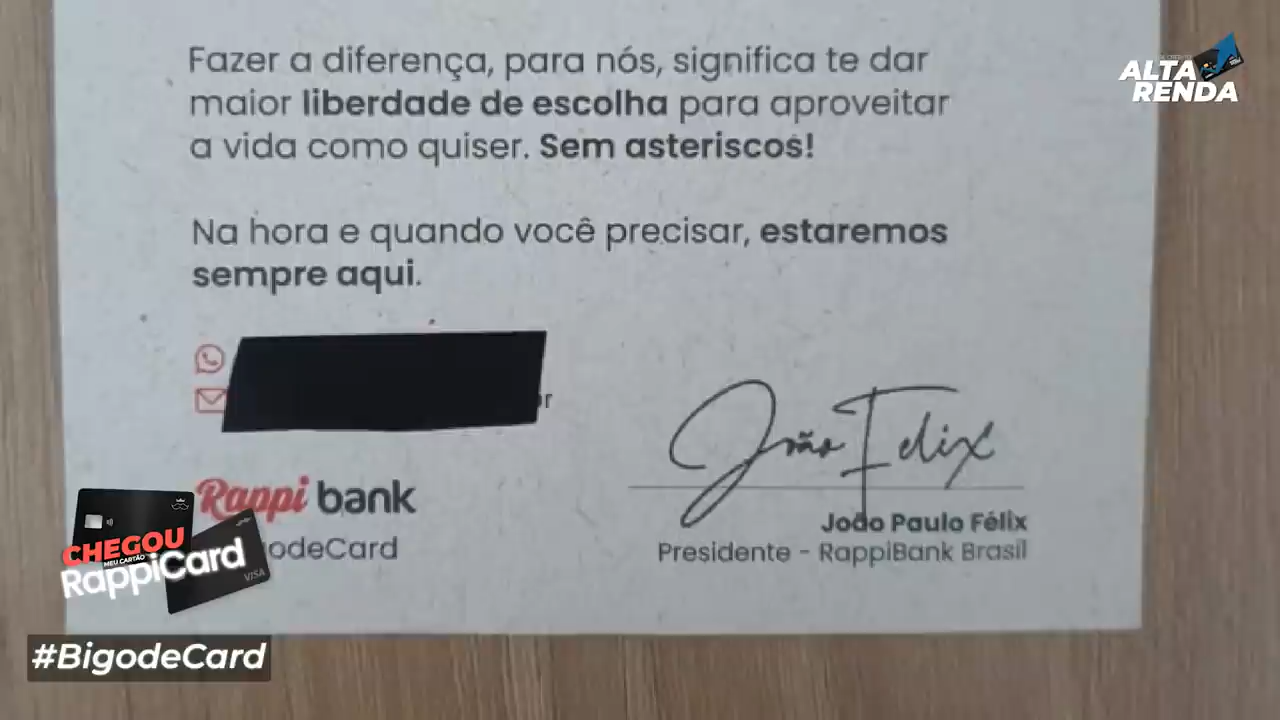 Fazer a diferença, para nós, significa te dar
maior liberdade de escolha para aproveitar
a vida como quiser. Sem asteriscos!
Na hora e quando você precisar, estaremos
sempre aqui.
João Felix
Rappi bank
João Paulo Félix
Presidente - RappiBank Brasil
ALTA
RENDA
CHEGOU
MEU CARTÃO
RappiCard
VISA
#BigodeCard